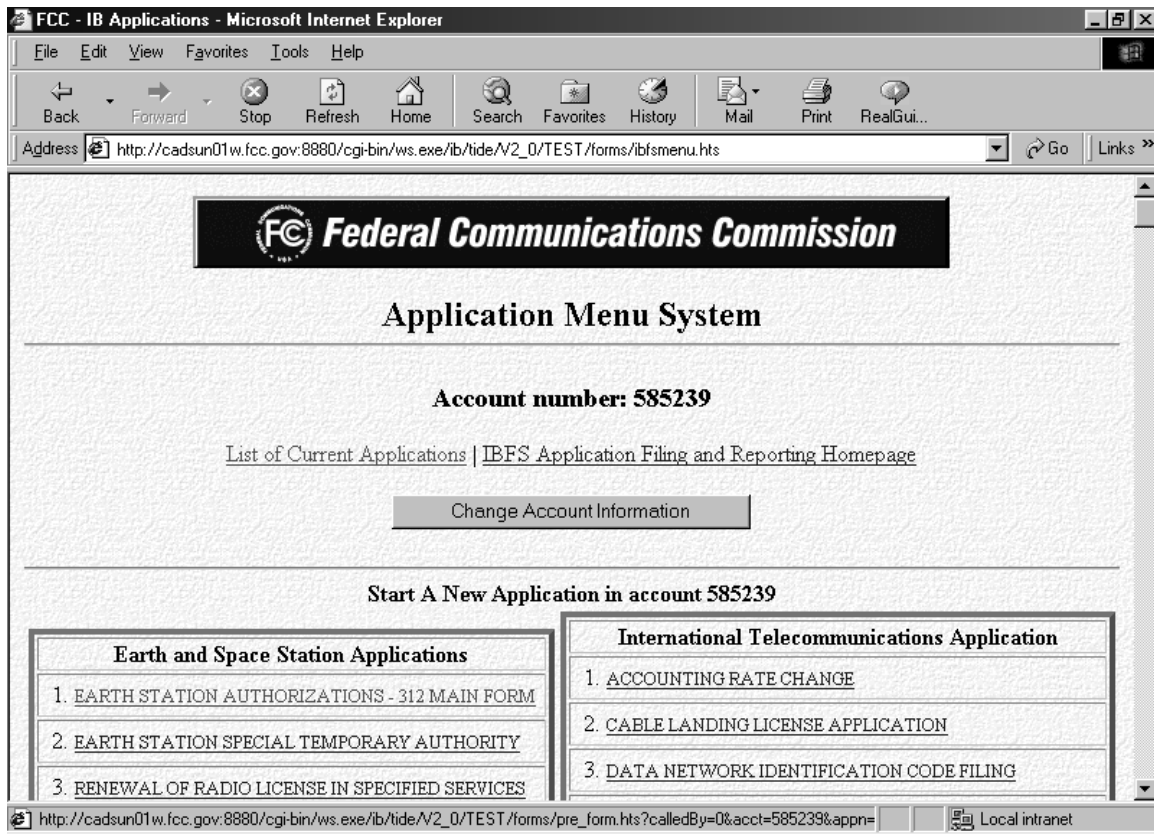 FCC - IB Applications - Microsoft Internet Explorer
File Edit View Favorites Tools Help
Back Forward Stop Refresh Home Search Favorites History Mail Print RealGui...
Address http://cadsun01w.fcc.gov:8880/cgi-bin/ws.exe/ib/tide/V2_0/TEST/forms/ibfsmenu.hts Go Links »
FC Federal Communications Commission
Application Menu System
Account number: 585239
List of Current Applications | IBFS Application Filing and Reporting Homepage
Change Account Information
Start A New Application in account 585239
Earth and Space Station Applications
1. EARTH STATION AUTHORIZATIONS - 312 MAIN FORM
2. EARTH STATION SPECIAL TEMPORARY AUTHORITY
3. RENEWAL OF RADIO LICENSE IN SPECIFIED SERVICES
International Telecommunications Application
1. ACCOUNTING RATE CHANGE
2. CABLE LANDING LICENSE APPLICATION
3. DATA NETWORK IDENTIFICATION CODE FILING
http://cadsun01w.fcc.gov:8880/cgi-bin/ws.exe/ib/tide/V2_0/TEST/forms/pre_form.hts?calledBy=0&acct=585239&appn= Local intranet